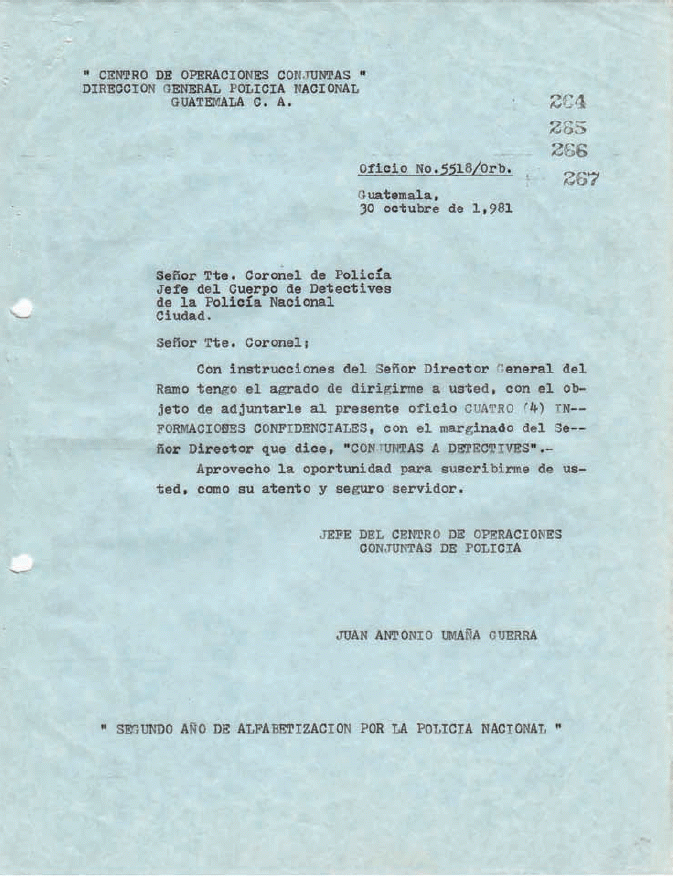 " CENTRO DE OPERACIONES CONJUNTAS "
DIRECCION GENERAL POLICIA NACIONAL
GUATEMALA C. A.
264
265
266
Oficio No.5518/Orb.
267
Guatemala,
30 octubre de 1,981
Señor Tte. Coronel de Policía
Jefe del Cuerpo de Detectives
de la Policía Nacional
Ciudad.
Señor Tte. Coronel;
Con instrucciones del Señor Director General del
Ramo tengo el agrado de dirigirme a usted, con el ob-
jeto de adjuntarle al presente oficio CUATRO (4) IN--
FORMACIONES CONFIDENCIALES, con el marginado del Se--
ñor Director que dice, "CONJUNTAS A DETECTIVES".-
Aprovecho la oportunidad para suscribirme de us-
ted, como su atento y seguro servidor.
JEFE DEL CENTRO DE OPERACIONES
CONJUNTAS DE POLICIA
JUAN ANTONIO UMAÑA GUERRA
" SEGUNDO AÑO DE ALFABETIZACION POR LA POLICIA NACIONAL "